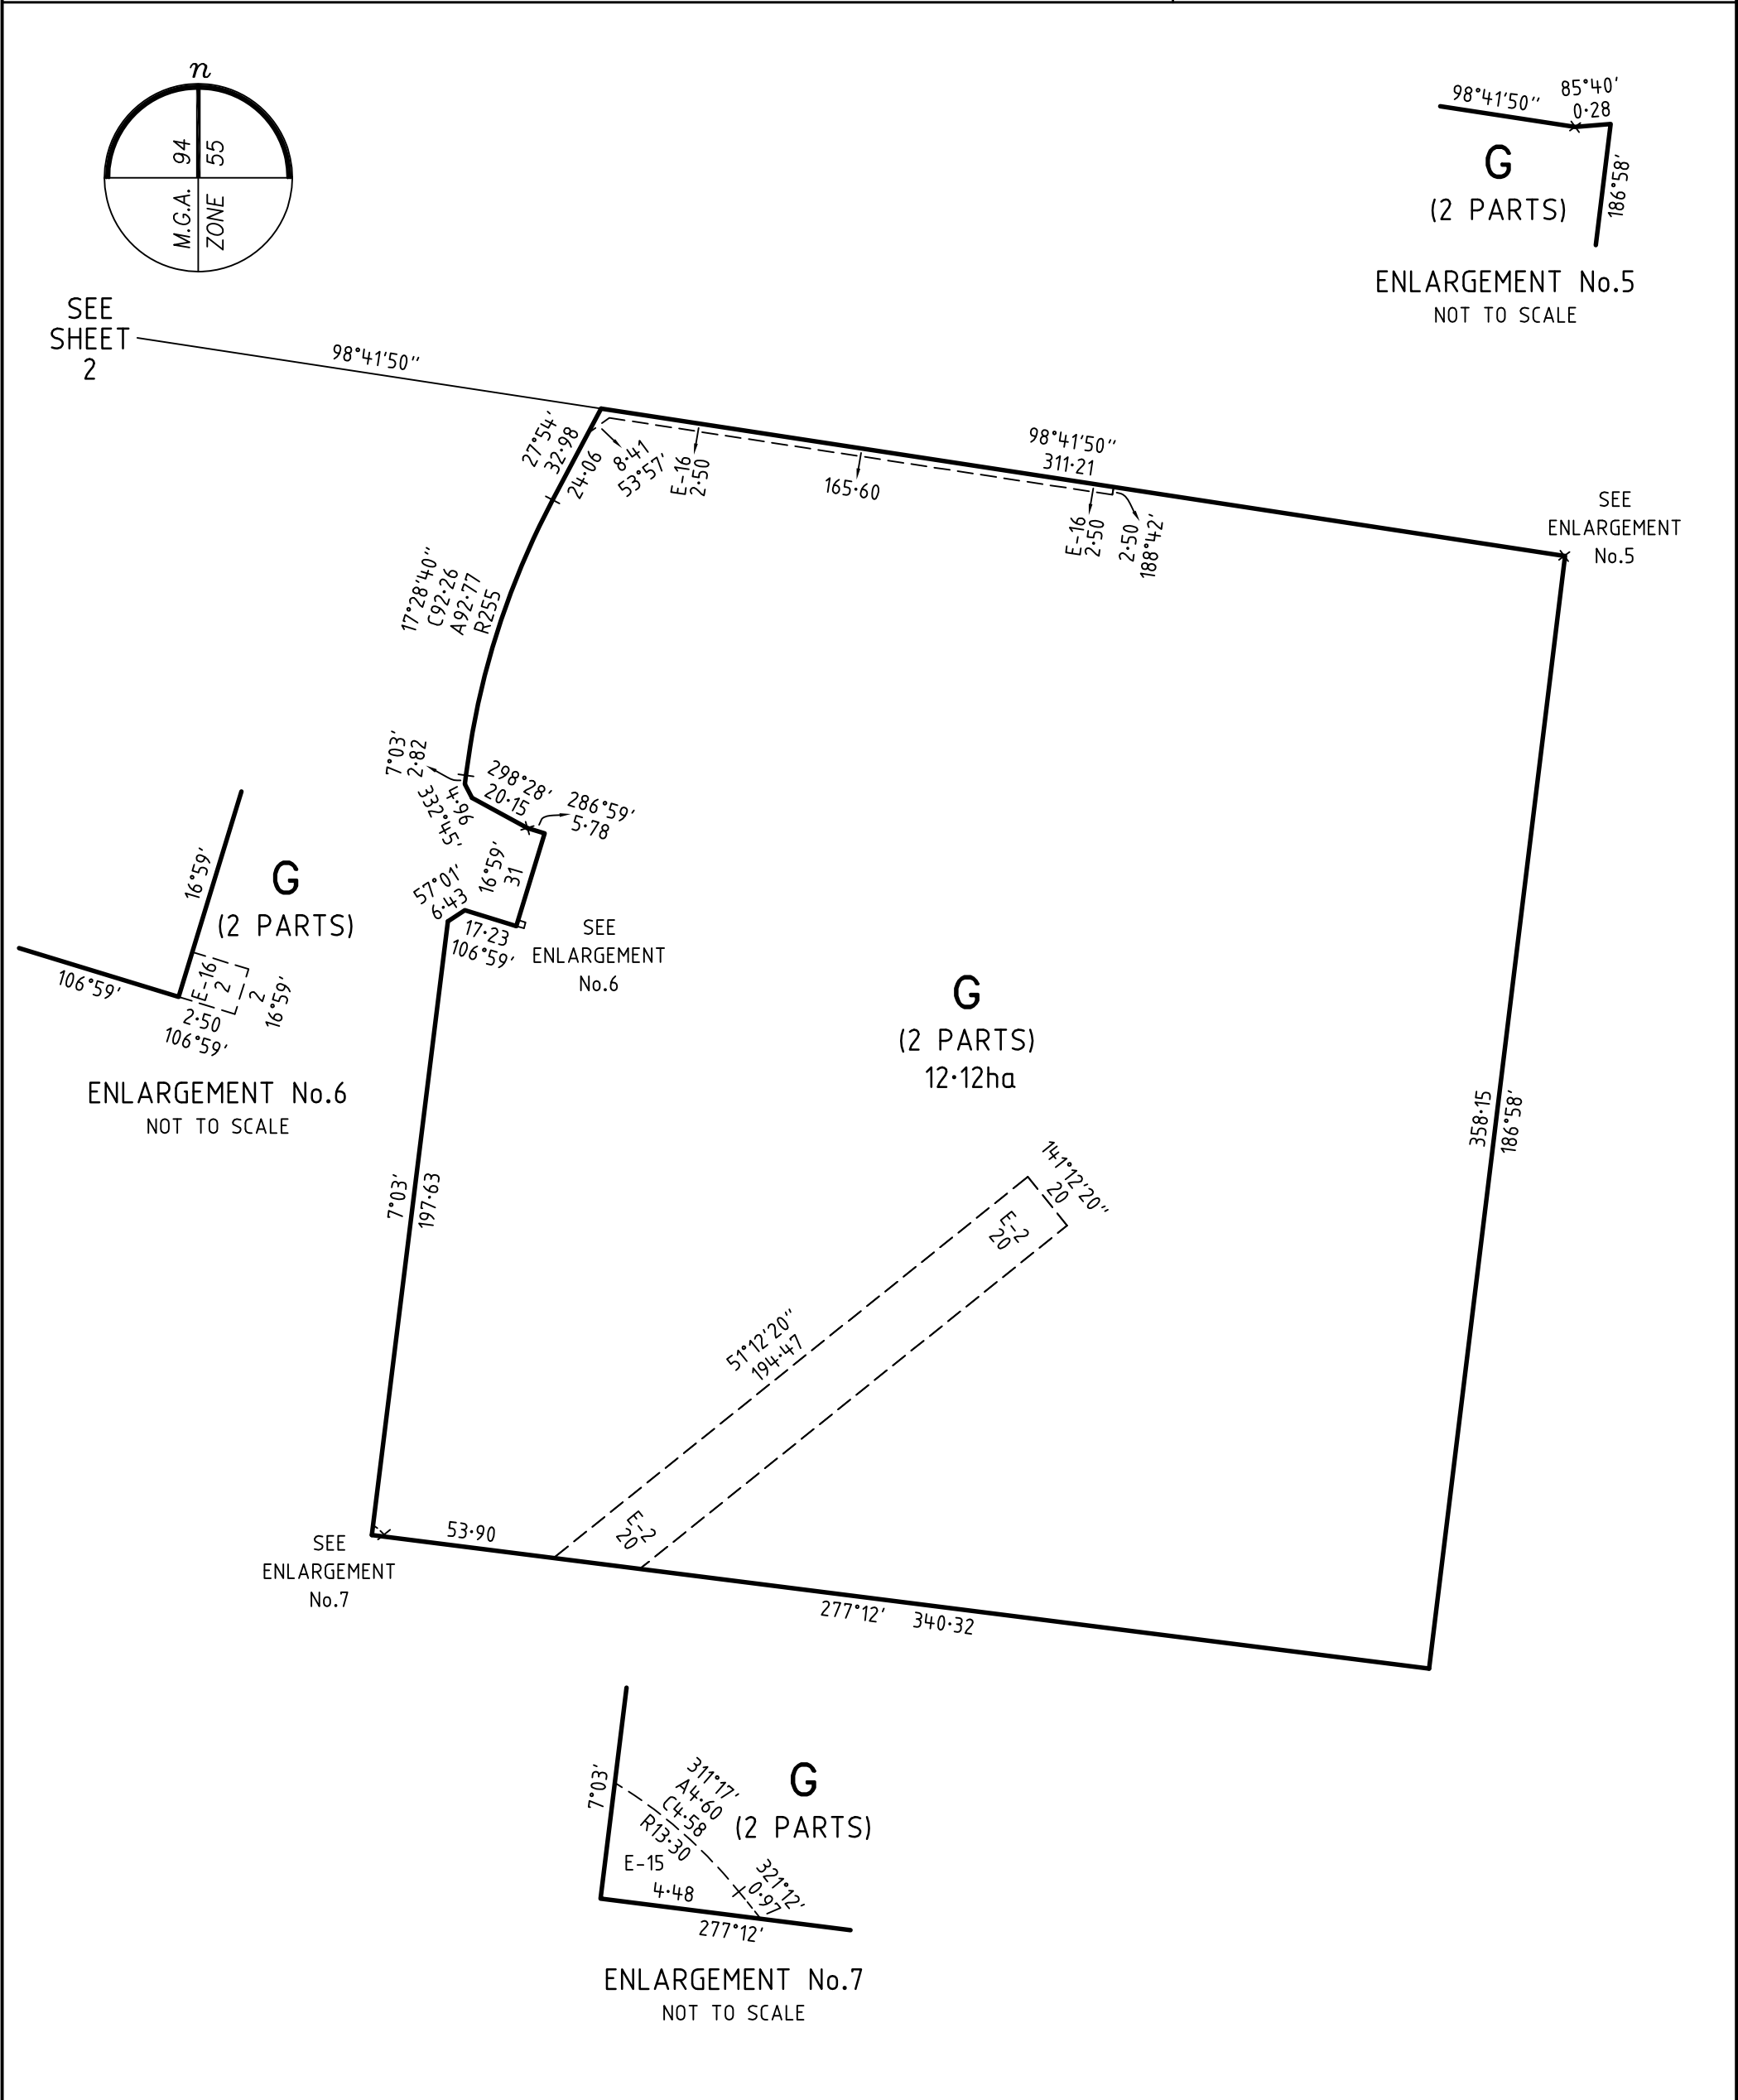 n
94
55
M.G.A.
ZONE
98°41'50''
85°40'
0·28
186°58'
G
(2 PARTS)
ENLARGEMENT No.5
NOT TO SCALE
SEE
SHEET
2
98°41'50''
27°54'
32·98
24·06
8·41
53°57'
E-16
2·50
165·60
98°41'50''
311·21
E-16
2·50
2·50
188°42'
SEE
ENLARGEMENT
No.5
17°28'40''
C92·26
A92·77
R255
7°03'
2·82
4·96
332°45'
298°28'
20·15
286°59'
5·78
16°59'
31
57°01'
6·43
17·23
106°59'
SEE
ENLARGEMENT
No.6
16°59'
G
(2 PARTS)
106°59'
E-16
2
2
16°59'
2·50
106°59'
ENLARGEMENT No.6
NOT TO SCALE
G
(2 PARTS)
12·12ha
358·15
186°58'
7°03'
197·63
141°12'20''
20
E-2
20
51°12'20''
194·47
E-2
20
53·90
SEE
ENLARGEMENT
No.7
277°12' 340·32
7°03'
311°17'
A4·60
C4·58
R13·30
G
(2 PARTS)
E-15
4·48
321°12'
0·97
277°12'
ENLARGEMENT No.7
NOT TO SCALE